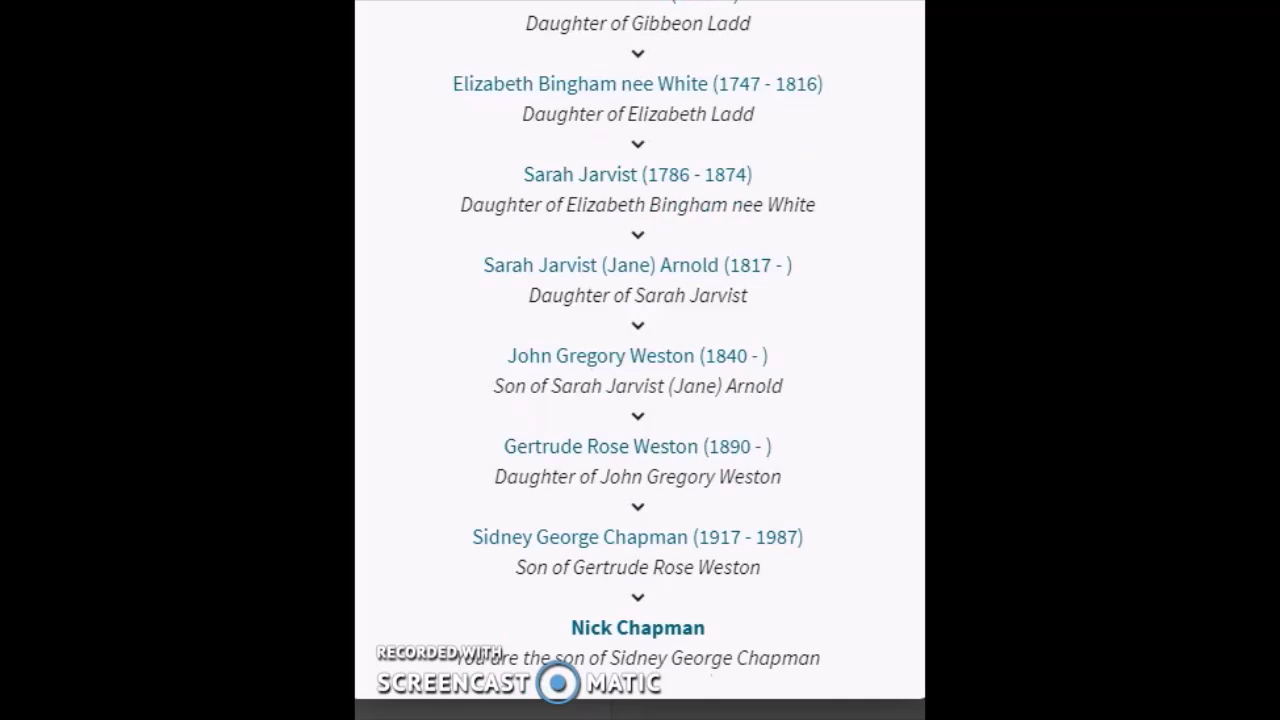 Daughter of Gibbeon Ladd
Elizabeth Bingham nee White (1747 - 1816)
Daughter of Elizabeth Ladd
Sarah Jarvist (1786 - 1874)
Daughter of Elizabeth Bingham nee White
Sarah Jarvist (Jane) Arnold (1817 - )
Daughter of Sarah Jarvist
John Gregory Weston (1840 - )
Son of Sarah Jarvist (Jane) Arnold
Gertrude Rose Weston (1890 - )
Daughter of John Gregory Weston
Sidney George Chapman (1917 - 1987)
Son of Gertrude Rose Weston
Nick Chapman
You are the son of Sidney George Chapman
RECORDED WITH
SCREENCAST MATIC